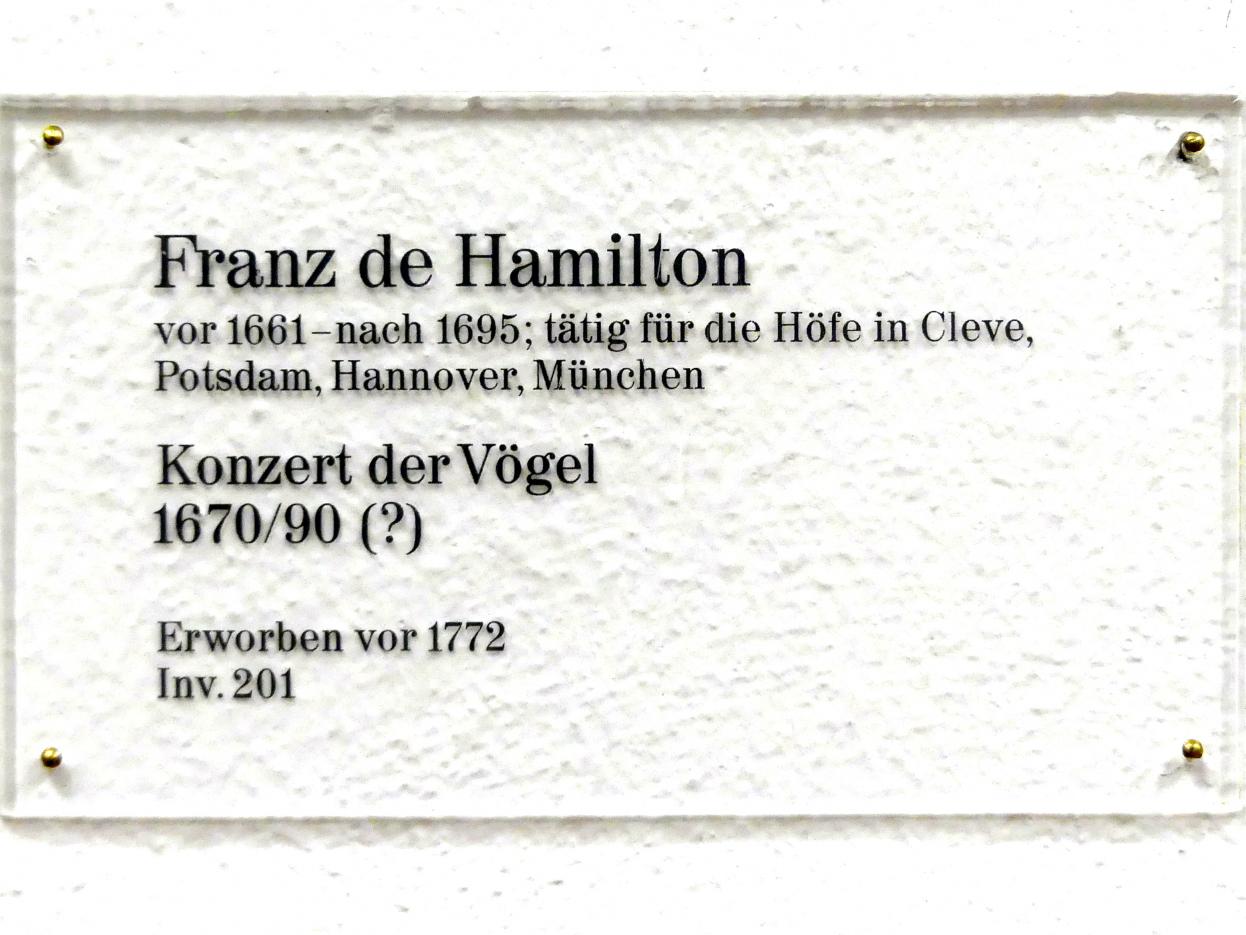 Franz de Hamilton
vor 1661–nach 1695; tätig für die Höfe in Cleve,
Potsdam, Hannover, München
Konzert der Vögel
1670/90 (?)
Erworben vor 1772
Inv. 201